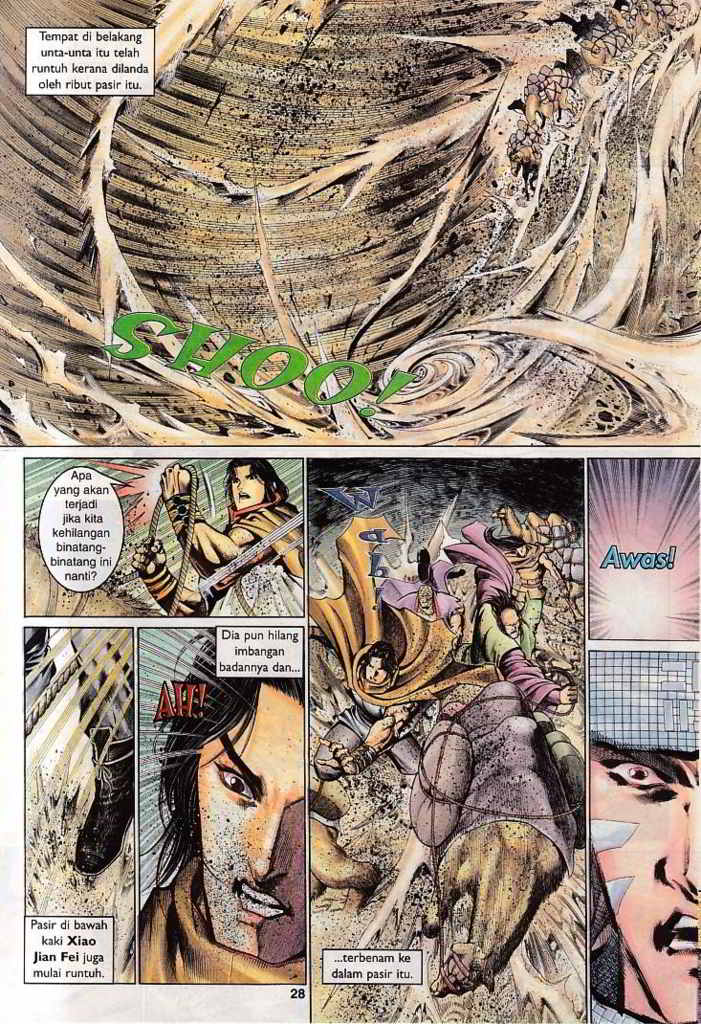 Tempat di belakang
unta-unta itu telah
runtuh kerana dilanda
oleh ribut pasir itu.
SHOO!
Apa
yang akan
terjadi
jika kita
kehilangan
binatang-
binatang ini
nanti?
Wah!
Awas!
Dia pun hilang
imbangan
badannya dan...
AH!
Pasir di bawah
kaki Xiao
Jian Fei juga
mulai runtuh.
...terbenam ke
dalam pasir itu.
28